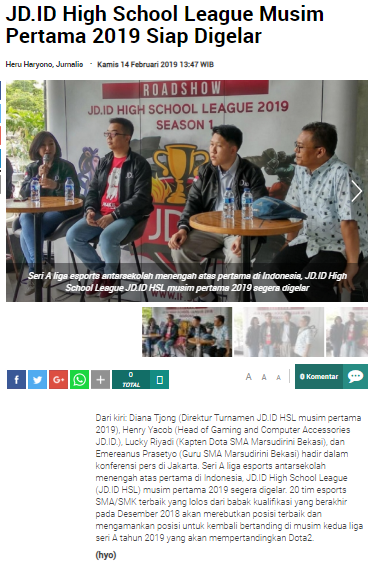 JD.ID High School League Musim
Pertama 2019 Siap Digelar
Heru Haryono, Jurnalis · Kamis 14 Februari 2019 13:47 WIB
ROADSHOW
JD.ID HIGH SCHOOL LEAGUE 2019
SEASON 1
JD.
Seri A liga esports antarsekolah menengah atas pertama di Indonesia, JD.ID High
School League JD.ID HSL musim pertama 2019 segera digelar
0
TOTAL
A A A
0 Komentar
Dari kiri: Diana Tjong (Direktur Turnamen JD.ID HSL musim pertama
2019), Henry Yacob (Head of Gaming and Computer Accessories
JD.ID.), Lucky Riyadi (Kapten Dota SMA Marsudirini Bekasi), dan
Emereanus Prasetyo (Guru SMA Marsudirini Bekasi) hadir dalam
konferensi pers di Jakarta. Seri A liga esports antarsekolah
menengah atas pertama di Indonesia, JD.ID High School League
(JD.ID HSL) musim pertama 2019 segera digelar. 20 tim esports
SMA/SMK terbaik yang lolos dari babak kualifikasi yang berakhir
pada Desember 2018 akan merebutkan posisi terbaik dan
mengamankan posisi untuk kembali bertanding di musim kedua liga
seri A tahun 2019 yang akan mempertandingkan Dota2.
(hyo)